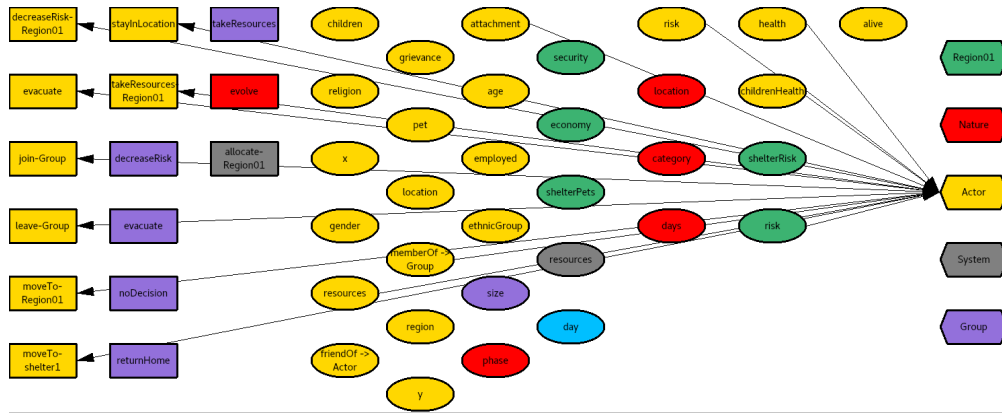 decreaseRisk-
Region01
stayInLocation
takeResources
children
attachment
risk
health
alive
grievance
security
Region01
evacuate
takeResources
Region01
evolve
religion
age
location
childrenHealth
pet
economy
Nature
join-Group
decreaseRisk
allocate-
Region01
x
employed
category
shelterRisk
location
shelterPets
Actor
leave-Group
evacuate
gender
ethnicGroup
days
risk
memberOf ->
Group
resources
System
moveTo-
Region01
noDecision
resources
size
region
day
Group
moveTo-
shelter1
returnHome
friendOf ->
Actor
phase
y